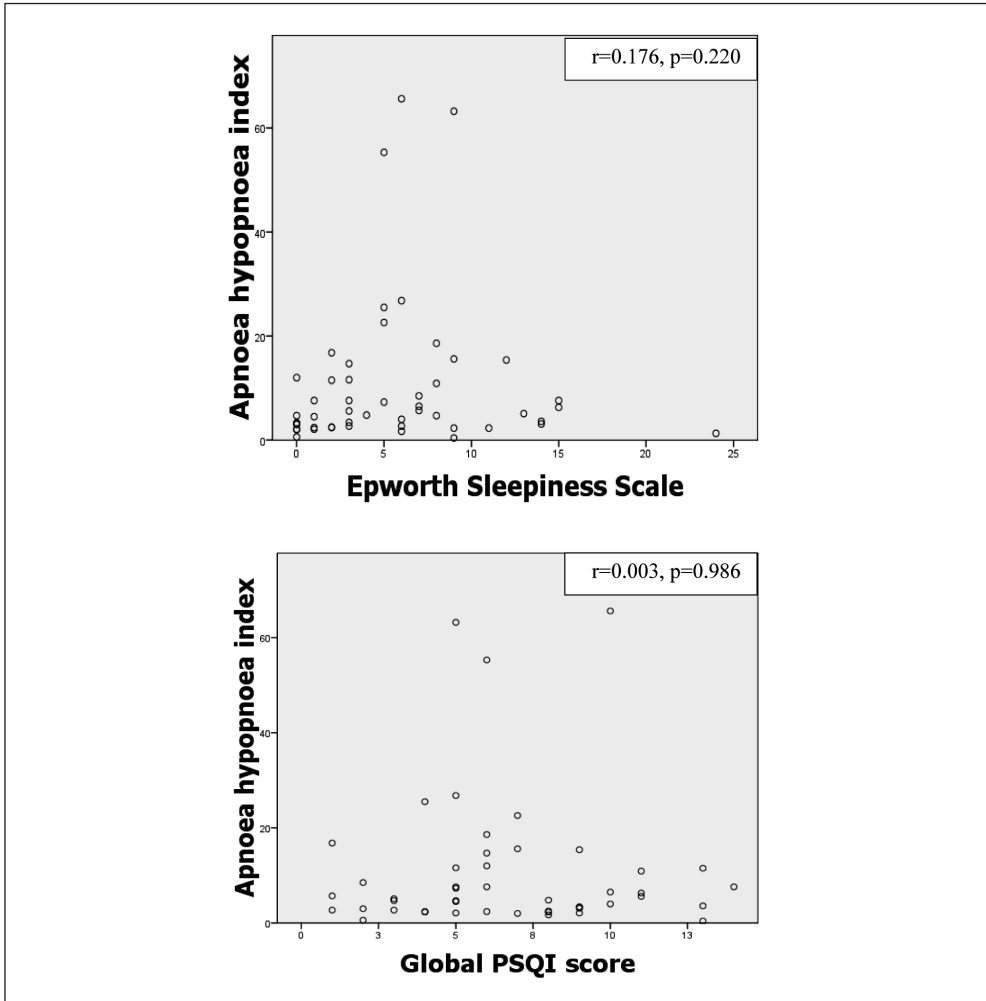 r=0.176, p=0.220
Apnoea hypopnoea index
60
40
20
0
0 5 10 15 20 25
Epworth Sleepiness Scale
r=0.003, p=0.986
Apnoea hypopnoea index
60
40
20
0
0 3 5 8 10 13
Global PSQI score